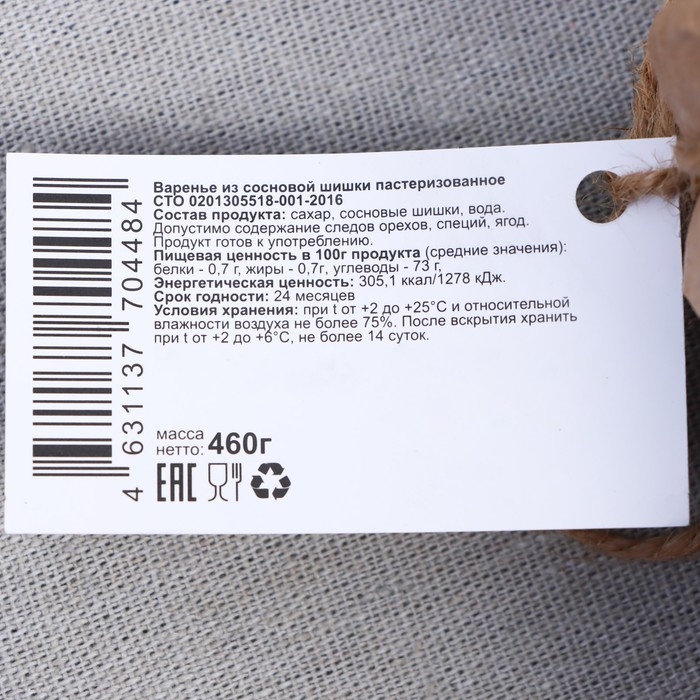 Варенье из сосновой шишки пастеризованное
СТО 0201305518-001-2016
Состав продукта: сахар, сосновые шишки, вода.
Допустимо содержание следов орехов, специй, ягод.
Продукт готов к употреблению.
Пищевая ценность в 100г продукта (средние значения):
белки - 0,7 г, жиры - 0,7г, углеводы - 73 г,
Энергетическая ценность: 305,1 ккал/1278 кДж.
Срок годности: 24 месяцев
Условия хранения: при t от +2 до +25°С и относительной
влажности воздуха не более 75%. После вскрытия хранить
при t от +2 до +6°С, не более 14 суток.
масса
нетто: 460г
ЕАС
4 631137 704484